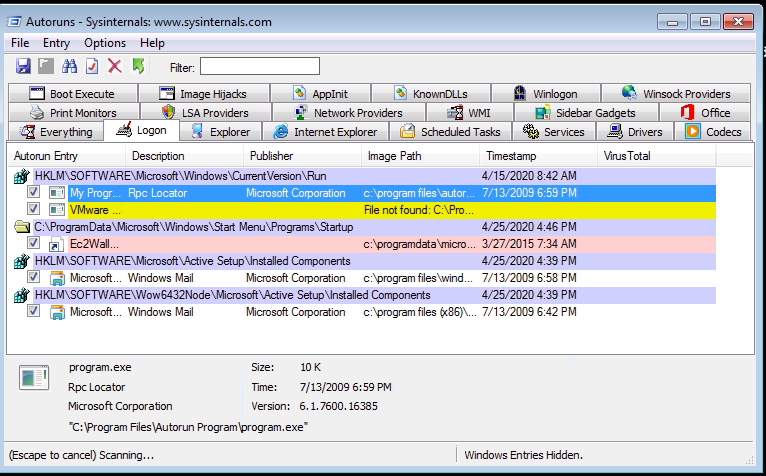 Autoruns - Sysinternals: www.sysinternals.com
File Entry Options Help
Filter:
Boot Execute Image Hijacks AppInit KnownDLLs Winlogon Winsock Providers
Print Monitors LSA Providers Network Providers WMI Sidebar Gadgets Office
Everything Logon Explorer Internet Explorer Scheduled Tasks Services Drivers Codecs
Autorun Entry Description Publisher Image Path Timestamp VirusTotal
HKLM\SOFTWARE\Microsoft\Windows\CurrentVersion\Run 4/15/2020 8:42 AM
My Progr... Rpc Locator Microsoft Corporation c:\program files\autor... 7/13/2009 6:59 PM
VMware ... File not found: C:\Pro...
C:\ProgramData\Microsoft\Windows\Start Menu\Programs\Startup 4/25/2020 4:46 PM
Ec2Wall... c:\programdata\micro... 3/27/2015 7:34 AM
HKLM\SOFTWARE\Microsoft\Active Setup\Installed Components 4/25/2020 4:39 PM
Microsoft... Windows Mail Microsoft Corporation c:\program files\wind... 7/13/2009 6:58 PM
HKLM\SOFTWARE\Wow6432Node\Microsoft\Active Setup\Installed Components 4/25/2020 4:39 PM
Microsoft... Windows Mail Microsoft Corporation c:\program files (x86)\... 7/13/2009 6:42 PM
program.exe Size: 10 K
Rpc Locator Time: 7/13/2009 6:59 PM
Microsoft Corporation Version: 6.1.7600.16385
"C:\Program Files\Autorun Program\program.exe"
(Escape to cancel) Scanning... Windows Entries Hidden.